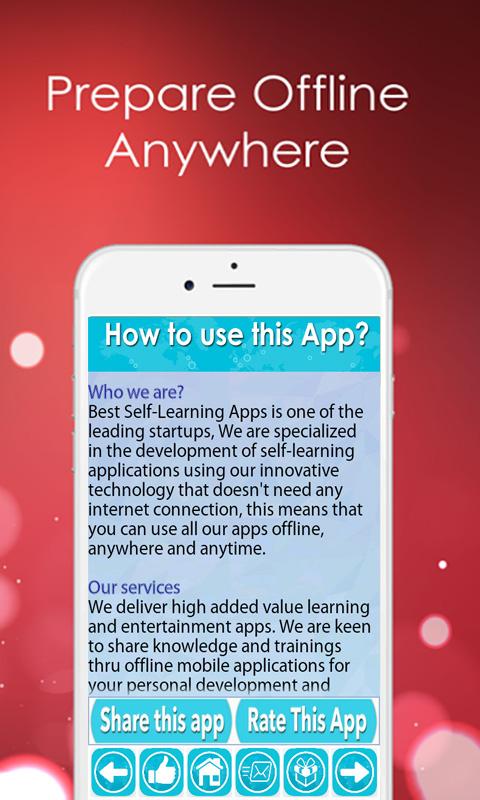 Prepare Offline
Anywhere
How to use this App?
Who we are?
Best Self-Learning Apps is one of the
leading startups, We are specialized
in the development of self-learning
applications using our innovative
technology that doesn't need any
internet connection, this means that
you can use all our apps offline,
anywhere and anytime.
Our services
We deliver high added value learning
and entertainment apps. We are keen
to share knowledge and trainings
thru offline mobile applications for
your personal development and
Share this app
Rate This App